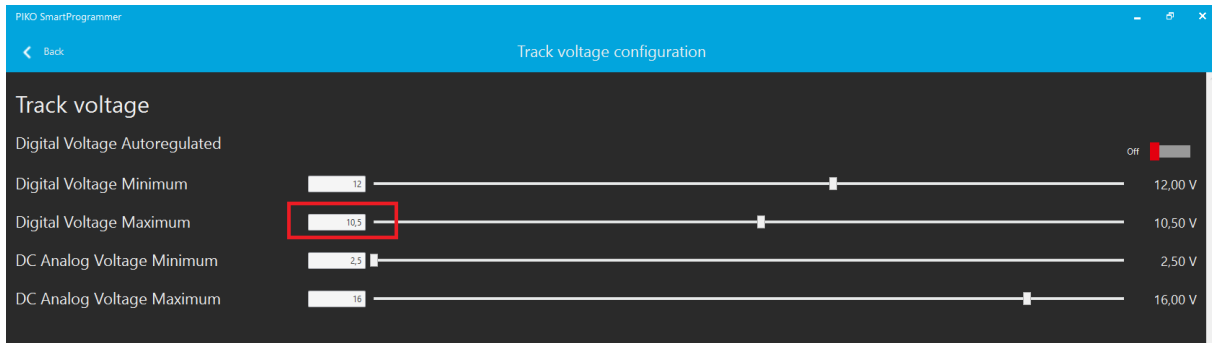 PIKO SmartProgrammer
Back Track voltage configuration
Track voltage
Digital Voltage Autoregulated Off
Digital Voltage Minimum 12 12,00 V
Digital Voltage Maximum 10,5 10,50 V
DC Analog Voltage Minimum 2,5 2,50 V
DC Analog Voltage Maximum 16 16,00 V